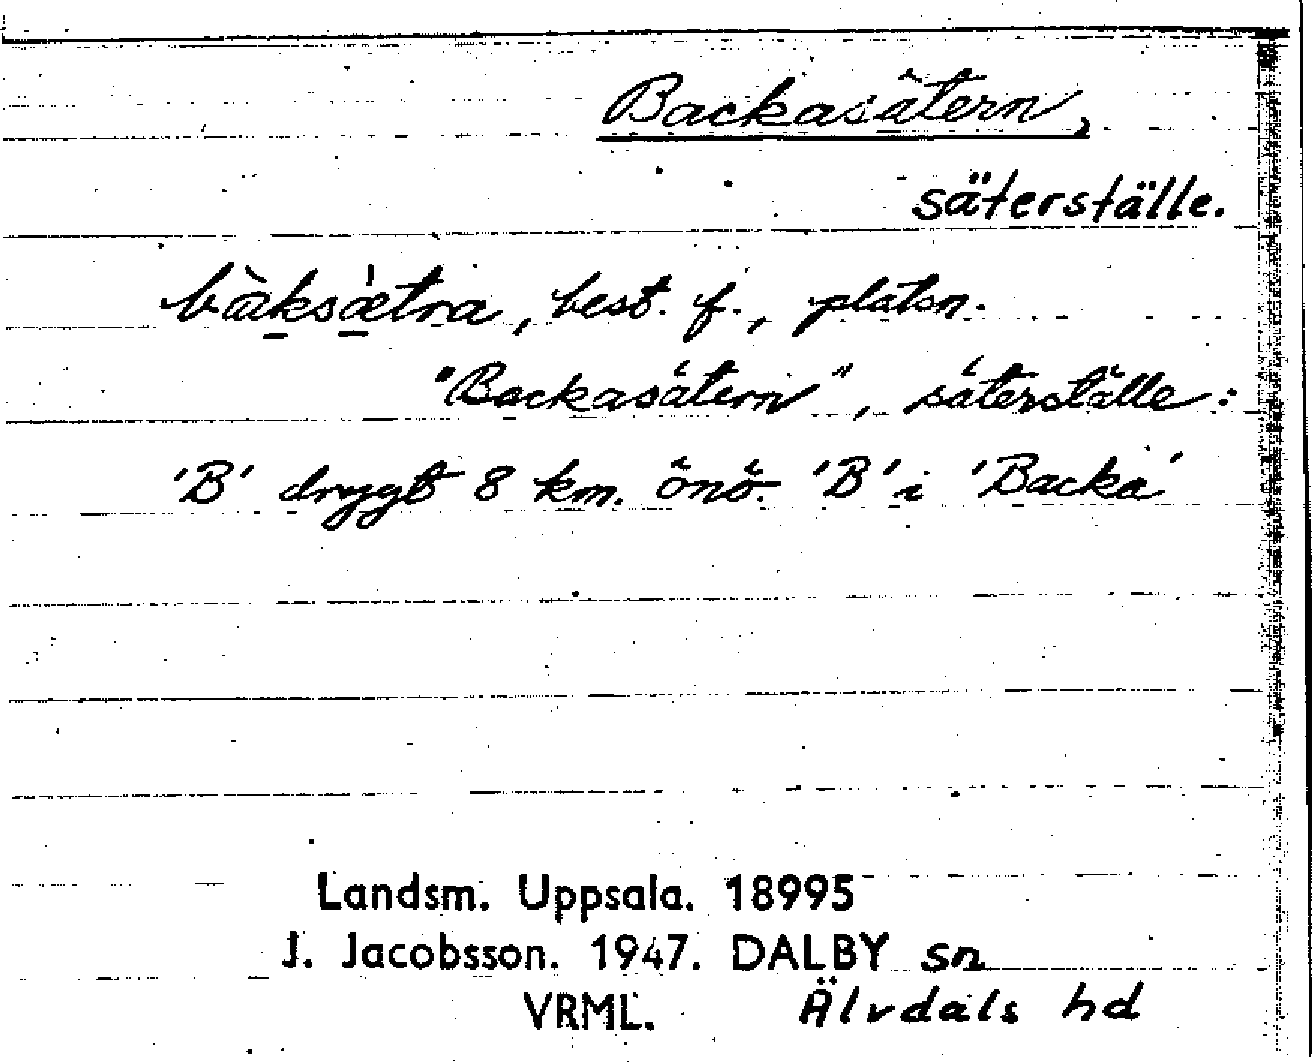 Backasätern,
säterställe.
bàksætra, best. f., platsn.
"Backasätern", säterställe:
'B' drygt 8 km. önö. 'B' i 'Backa'
Landsm. Uppsala. 18995
J. Jacobsson. 1947. DALBY sn
VRML. Älvdals hd